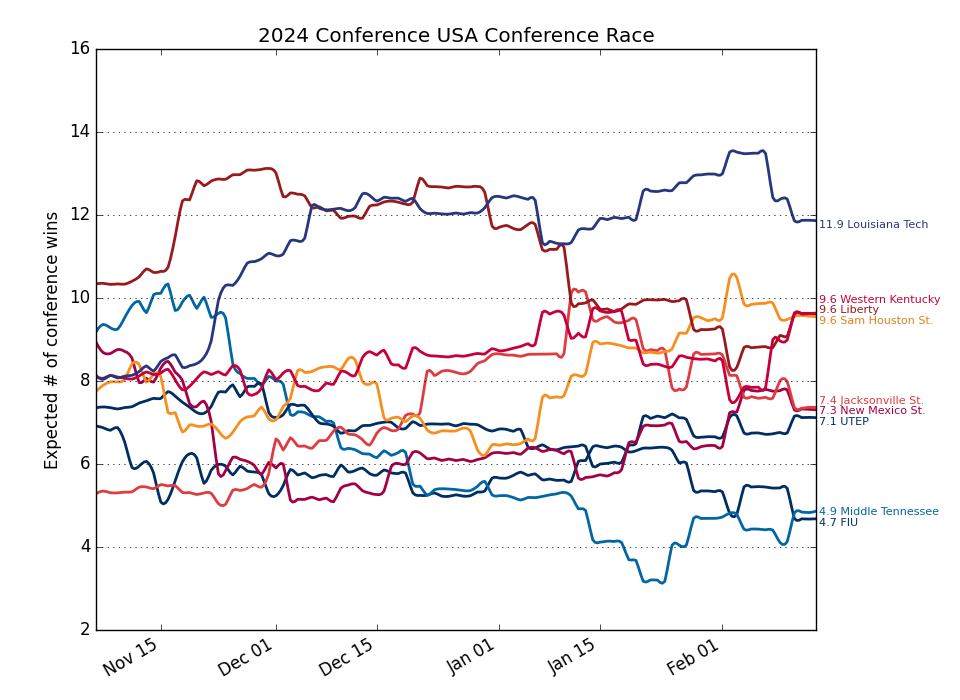 2024 Conference USA Conference Race
Expected # of conference wins
16
14
12
10
8
6
4
2
11.9 Louisiana Tech
9.6 Western Kentucky
9.6 Liberty
9.6 Sam Houston St.
7.4 Jacksonville St.
7.3 New Mexico St.
7.1 UTEP
4.9 Middle Tennessee
4.7 FIU
Nov 15
Dec 01
Dec 15
Jan 01
Jan 15
Feb 01